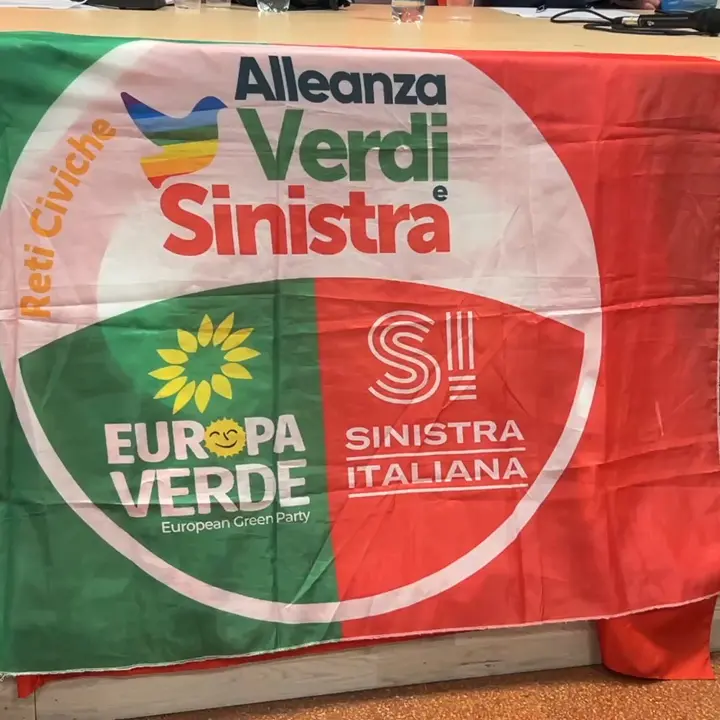 Alleanza
Verdi
e
Sinistra
Reti Civiche
EUROPA
VERDE
European Green Party
SI
SINISTRA
ITALIANA